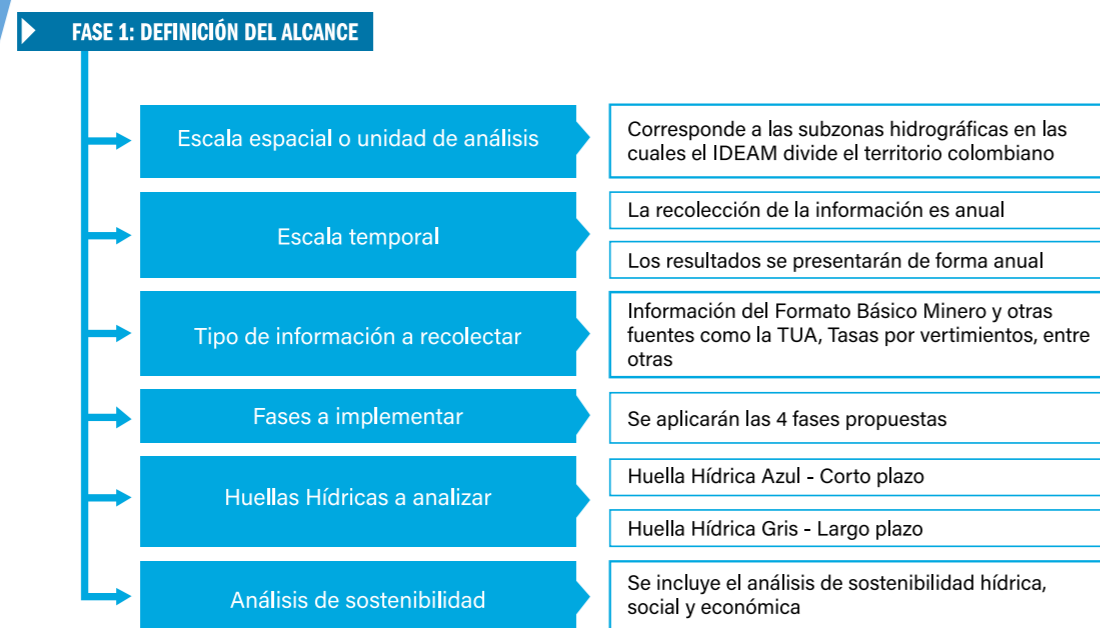 FASE 1: DEFINICIÓN DEL ALCANCE
Escala espacial o unidad de análisis
Corresponde a las subzonas hidrográficas en las
cuales el IDEAM divide el territorio colombiano
Escala temporal
La recolección de la información es anual
Los resultados se presentarán de forma anual
Tipo de información a recolectar
Información del Formato Básico Minero y otras
fuentes como la TUA, Tasas por vertimientos, entre
otras
Fases a implementar
Se aplicarán las 4 fases propuestas
Huellas Hídricas a analizar
Huella Hídrica Azul - Corto plazo
Huella Hídrica Gris - Largo plazo
Análisis de sostenibilidad
Se incluye el análisis de sostenibilidad hídrica,
social y económica